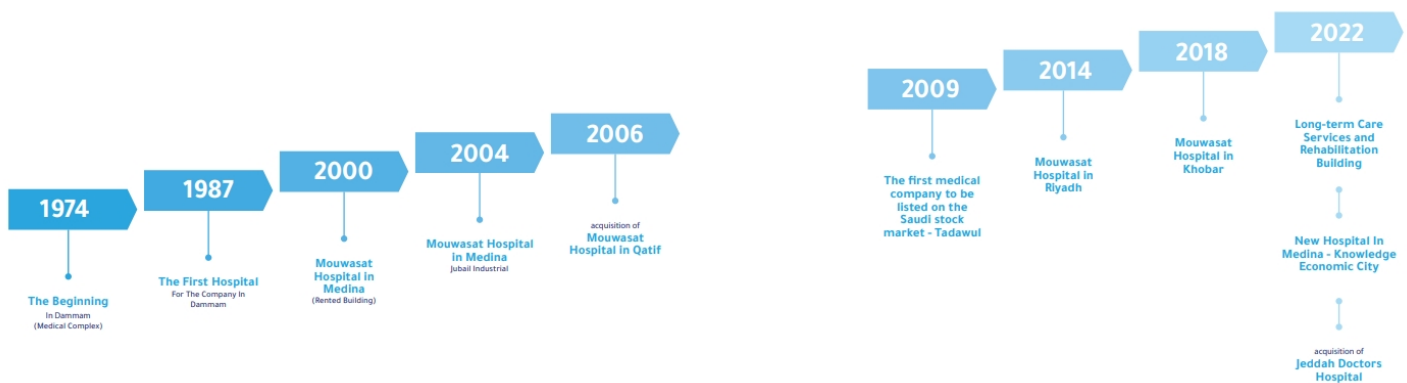 1974
The Beginning
In Dammam
(Medical Complex)
1987
The First Hospital
For The Company In
Dammam
2000
Mouwasat
Hospital in
Medina
(Rented Building)
2004
Mouwasat Hospital
in Medina
Jubail Industrial
2006
acquisition of
Mouwasat
Hospital in Qatif
2009
The first medical
company to be
listed on the
Saudi stock
market - Tadawul
2014
Mouwasat
Hospital in
Riyadh
2018
Mouwasat
Hospital in
Khobar
2022
Long-term Care
Services and
Rehabilitation
Building
New Hospital In
Medina - Knowledge
Economic City
acquisition of
Jeddah Doctors
Hospital